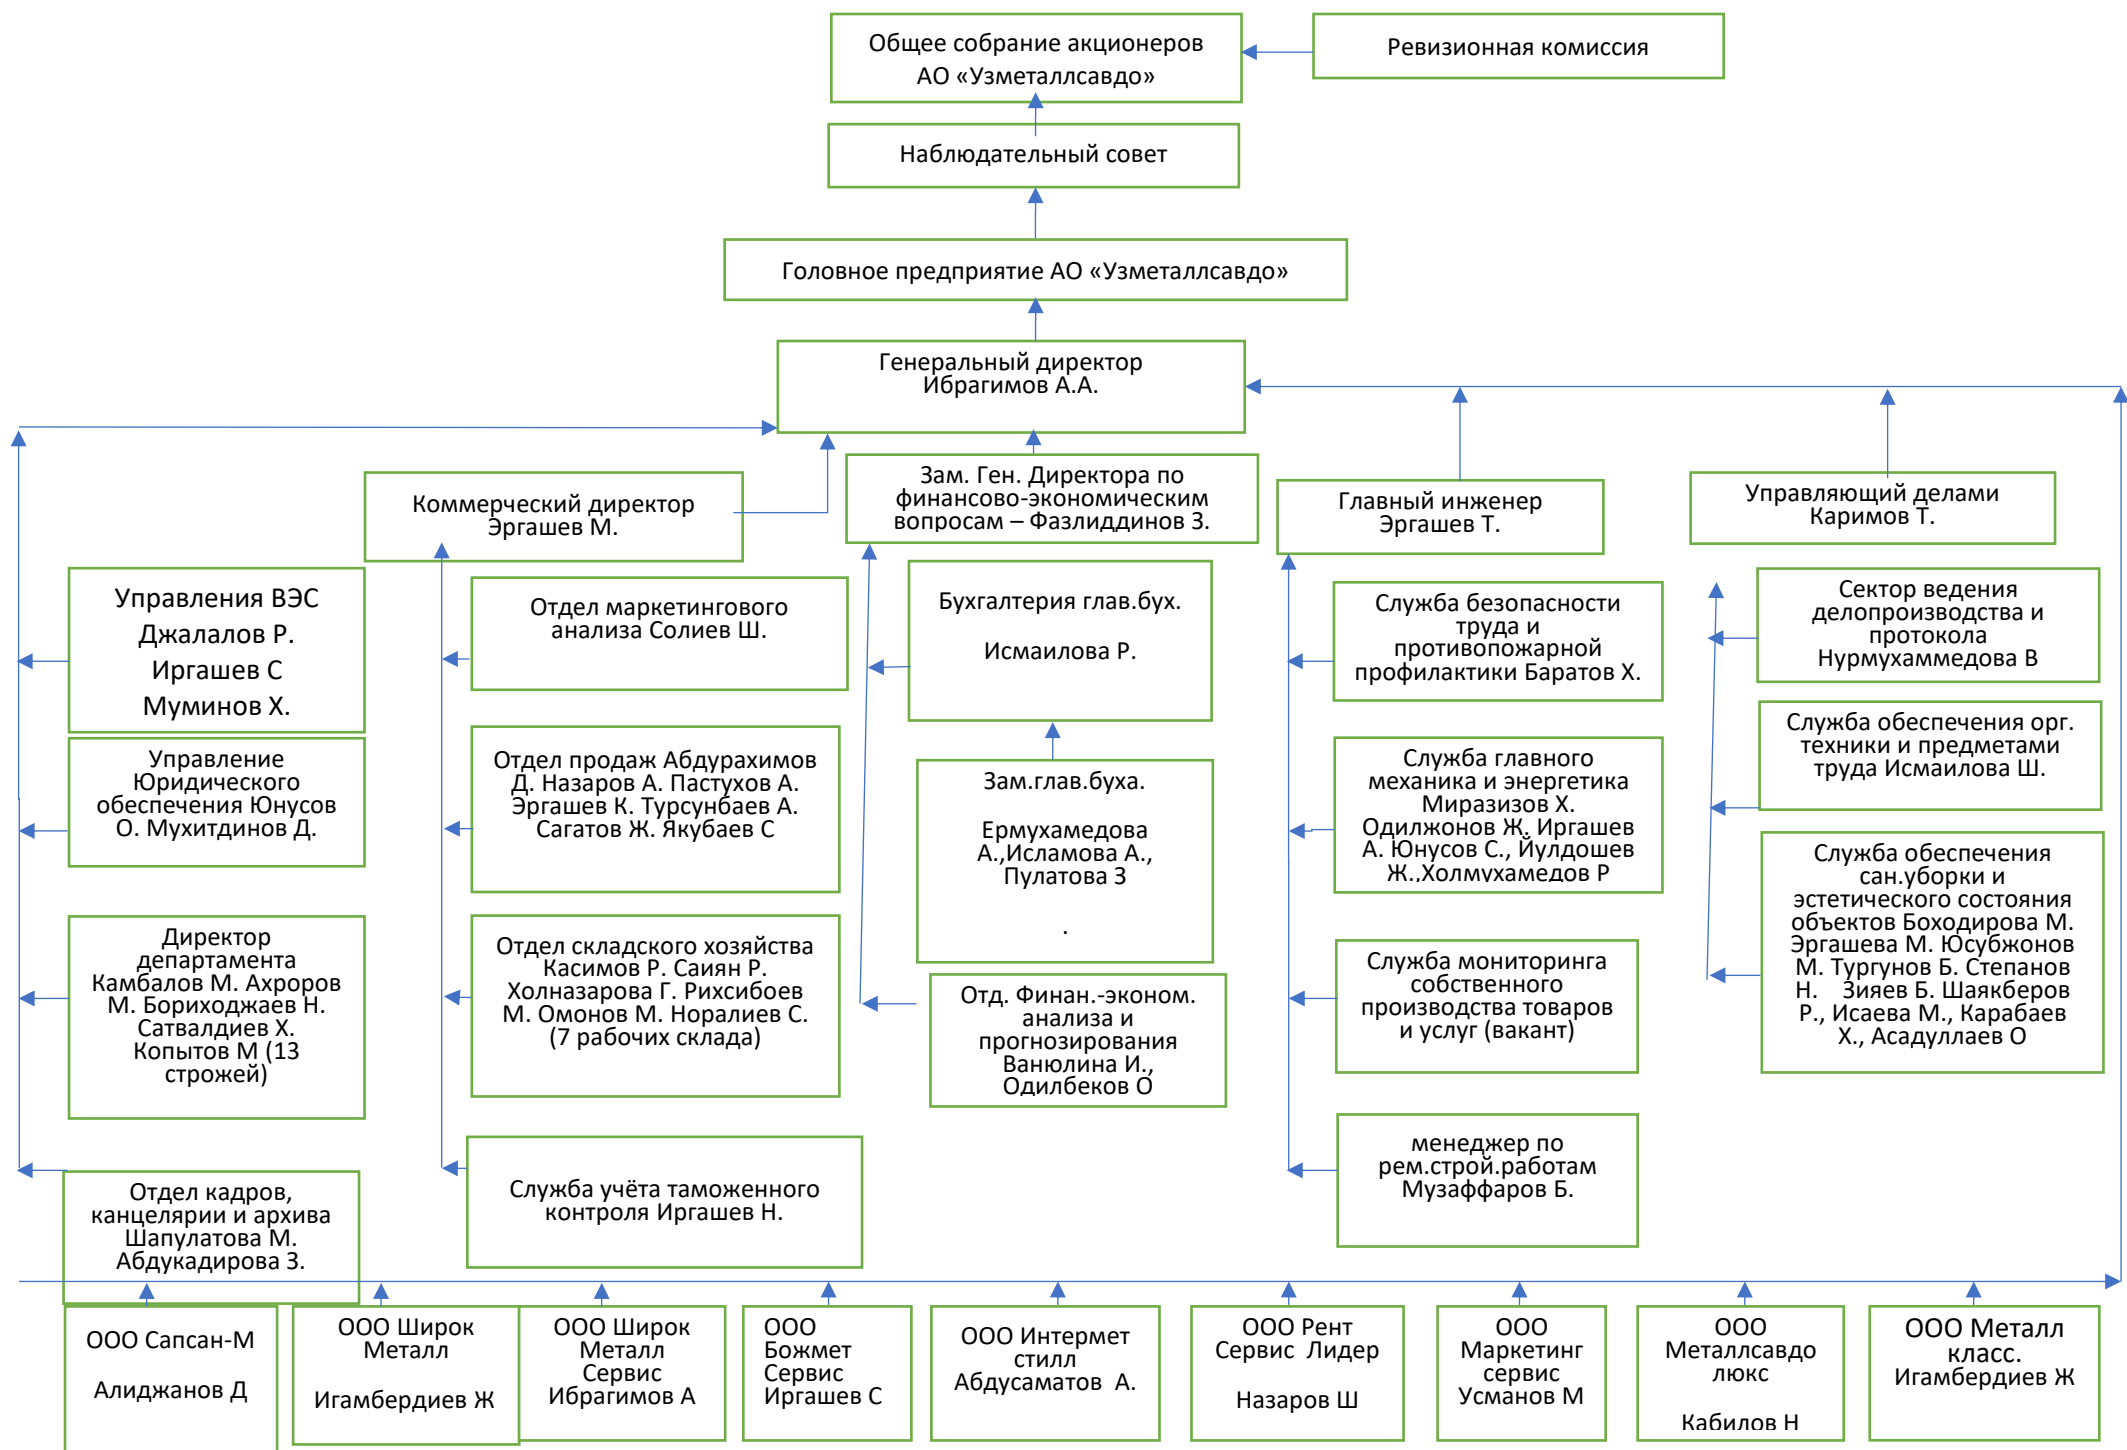 Общее собрание акционеров
АО «Узметаллсавдо»
Ревизионная комиссия
Наблюдательный совет
Головное предприятие АО «Узметаллсавдо»
Генеральный директор
Ибрагимов А.А.
Коммерческий директор
Эргашев М.
Зам. Ген. Директора по
финансово-экономическим
вопросам – Фазлиддинов З.
Главный инженер
Эргашев Т.
Управляющий делами
Каримов Т.
Управления ВЭС
Джалалов Р.
Иргашев С
Муминов Х.
Управление
Юридического
обеспечения Юнусов
О. Мухитдинов Д.
Директор
департамента
Камбалов М. Ахроров
М. Бориходжаев Н.
Сатвалдиев Х.
Копытов М (13
строжей)
Отдел кадров,
канцелярии и архива
Шапулатова М.
Абдукадирова З.
Отдел маркетингового
анализа Солиев Ш.
Отдел продаж Абдурахимов
Д. Назаров А. Пастухов А.
Эргашев К. Турсунбаев А.
Сагатов Ж. Якубаев С
Отдел складского хозяйства
Касимов Р. Саиян Р.
Холназарова Г. Рихсибоев
М. Омонов М. Норалиев С.
(7 рабочих склада)
Служба учёта таможенного
контроля Иргашев Н.
Бухгалтерия глав.бух.
Исмаилова Р.
Зам.глав.буха.
Ермухамедова
А.,Исламова А.,
Пулатова З
.
Отд. Финан.-эконом.
анализа и
прогнозирования
Ванюлина И.,
Одилбеков О
Служба безопасности
труда и
противопожарной
профилактики Баратов Х.
Служба главного
механика и энергетика
Миразизов Х.
Одилжонов Ж. Иргашев
А. Юнусов С., Йулдошев
Ж.,Холмухамедов Р
Служба мониторинга
собственного
производства товаров
и услуг (вакант)
менеджер по
рем.строй.работам
Музаффаров Б.
Сектор ведения
делопроизводства и
протокола
Нурмухаммедова В
Служба обеспечения орг.
техники и предметами
труда Исмаилова Ш.
Служба обеспечения
сан.уборки и
эстетического состояния
объектов Боходирова М.
Эргашева М. Юсубжонов
М. Тургунов Б. Степанов
Н. Зияев Б. Шаякберов
Р., Исаева М., Карабаев
Х., Асадуллаев О
ООО Сапсан-М
Алиджанов Д
ООО Широк
Металл
Игамбердиев Ж
ООО Широк
Металл
Сервис
Ибрагимов А
ООО
Божмет
Сервис
Иргашев С
ООО Интермет
стилл
Абдусаматов А.
ООО Рент
Сервис Лидер
Назаров Ш
ООО
Маркетинг
сервис
Усманов М
ООО
Металлсавдо
люкс
Кабилов Н
ООО Металл
класс.
Игамбердиев Ж